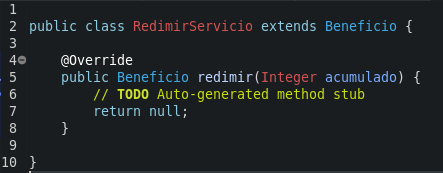 1
2 public class RedimirServicio extends Beneficio {
3
4 @Override
5 public Beneficio redimir(Integer acumulado) {
6 // TODO Auto-generated method stub
7 return null;
8 }
9
10 }